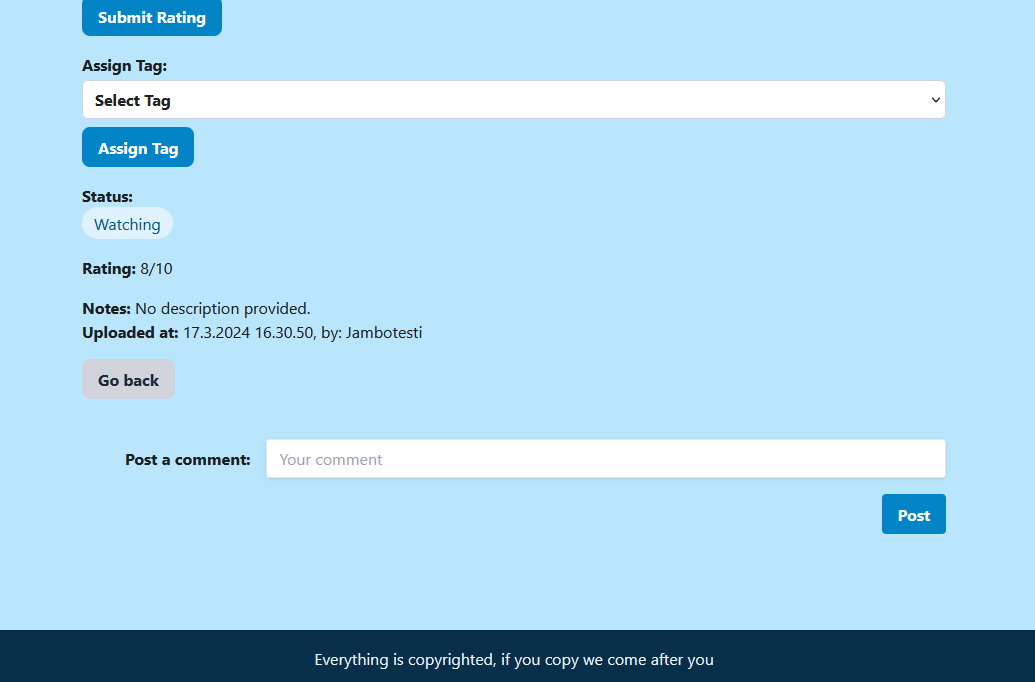 Submit Rating
Assign Tag:
Select Tag
Assign Tag
Status:
Watching
Rating: 8/10
Notes: No description provided.
Uploaded at: 17.3.2024 16.30.50, by: Jambotesti
Go back
Post a comment: Your comment
Post
Everything is copyrighted, if you copy we come after you